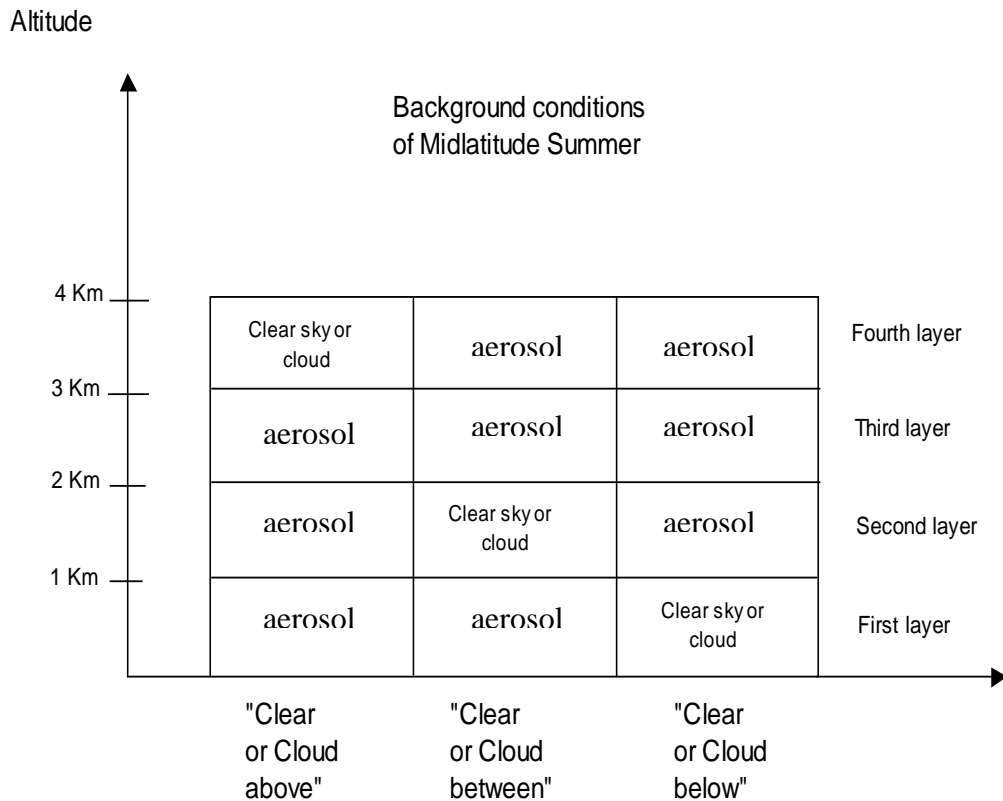 Altitude
Background conditions
of Midlatitude Summer
4 Km
Clear sky or
cloud
aerosol
aerosol
Fourth layer
3 Km
aerosol
aerosol
aerosol
Third layer
2 Km
aerosol
Clear sky or
cloud
aerosol
Second layer
1 Km
aerosol
aerosol
Clear sky or
cloud
First layer
"Clear
or Cloud
above"
"Clear
or Cloud
between"
"Clear
or Cloud
below"